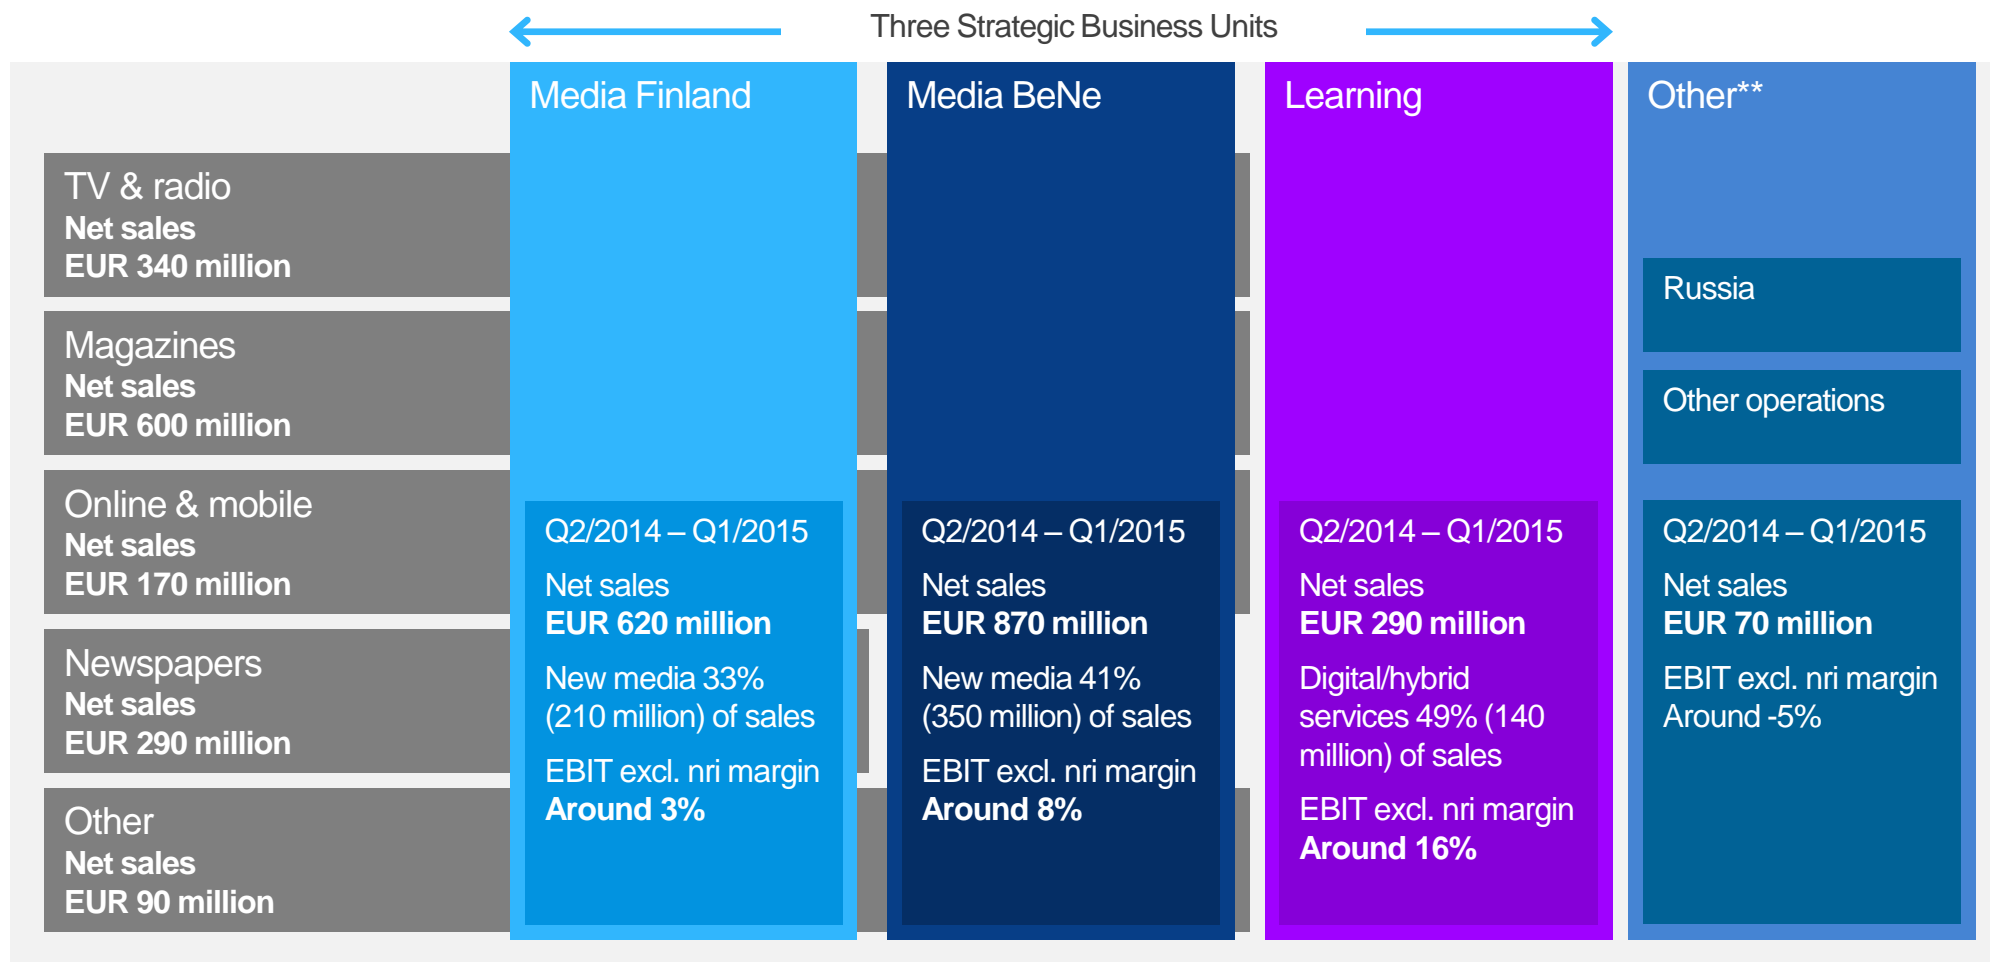 Three Strategic Business Units
Media Finland
Media BeNe
Learning
Other**
TV & radio
Net sales
EUR 340 million
Magazines
Net sales
EUR 600 million
Online & mobile
Net sales
EUR 170 million
Newspapers
Net sales
EUR 290 million
Other
Net sales
EUR 90 million
Q2/2014 – Q1/2015
Net sales
EUR 620 million
New media 33%
(210 million) of sales
EBIT excl. nri margin
Around 3%
Q2/2014 – Q1/2015
Net sales
EUR 870 million
New media 41%
(350 million) of sales
EBIT excl. nri margin
Around 8%
Q2/2014 – Q1/2015
Net sales
EUR 290 million
Digital/hybrid
services 49% (140
million) of sales
EBIT excl. nri margin
Around 16%
Russia
Other operations
Q2/2014 – Q1/2015
Net sales
EUR 70 million
EBIT excl. nri margin
Around -5%